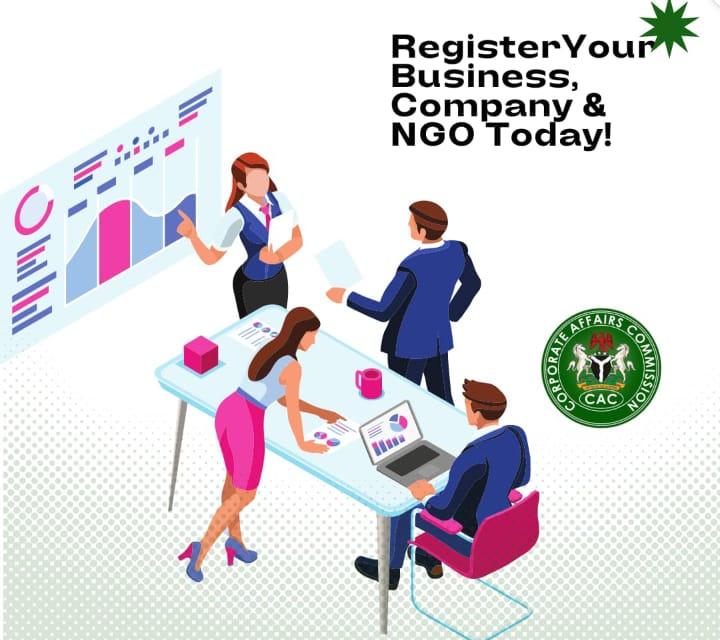 RegisterYour
Business,
Company &
NGO Today!
CORPORATE AFFAIRS COMMISSION
CAC